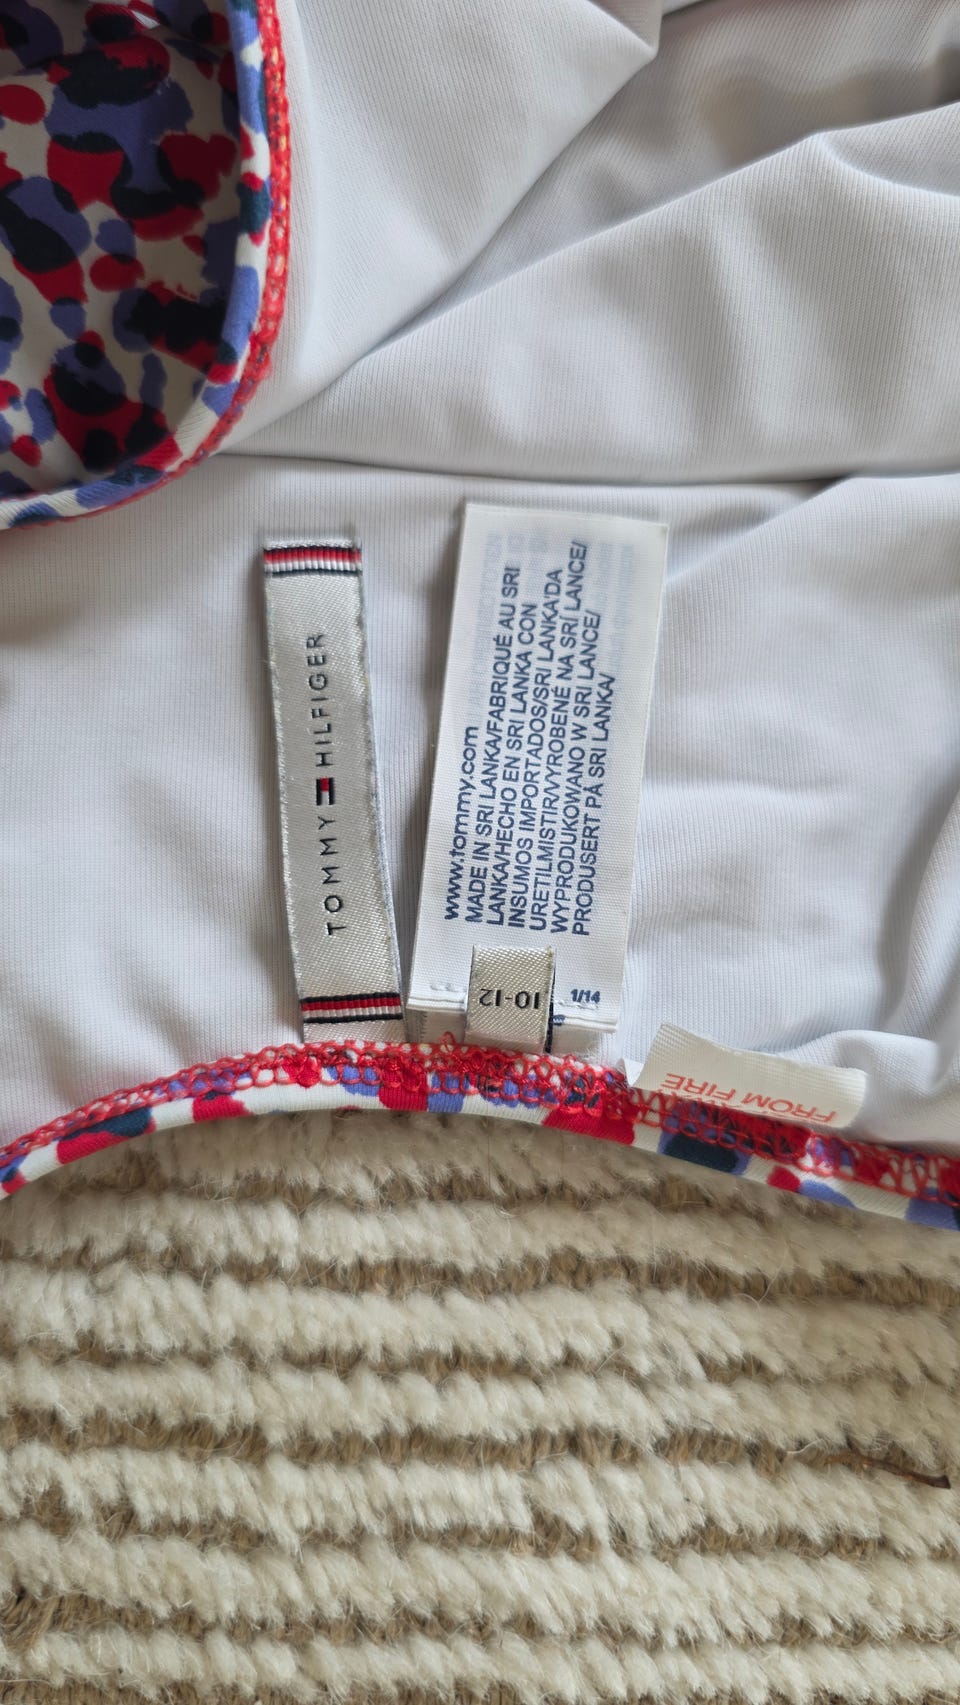 TOMMY HILFIGER
www.tommy.com
MADE IN SRI LANKA/FABRIQUÉ AU SRI
LANKA/HECHO EN SRI LANKA CON
INSUMOS IMPORTADOS/SRI LANKA'DA
URETILMISTIR/VYROBENÉ NA SRÍ LANCE/
WYPRODUKOWANO W SRI LANCE/
PRODUSERT PÅ SRI LANKA/
10-12
1/14
FROM FIRE